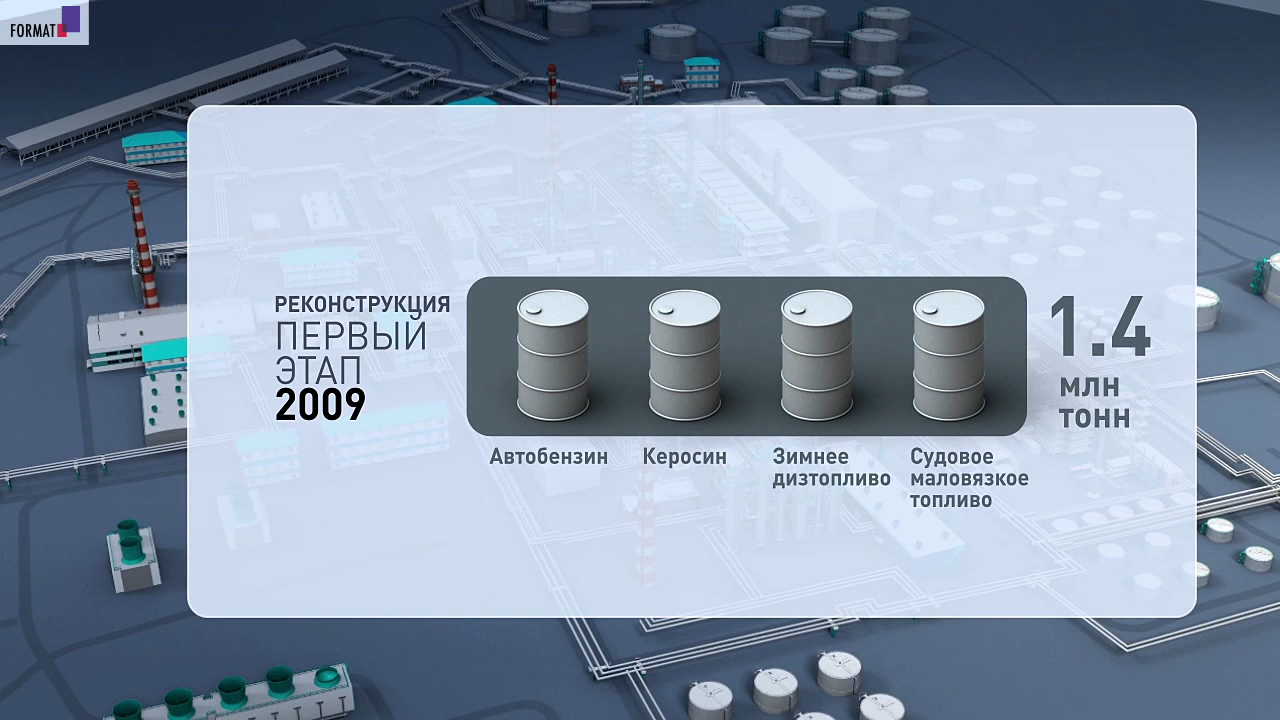 FORMAT
РЕКОНСТРУКЦИЯ
ПЕРВЫЙ
ЭТАП
2009
1.4
млн
тонн
Автобензин
Керосин
Зимнее
дизтопливо
Судовое
маловязкое
топливо